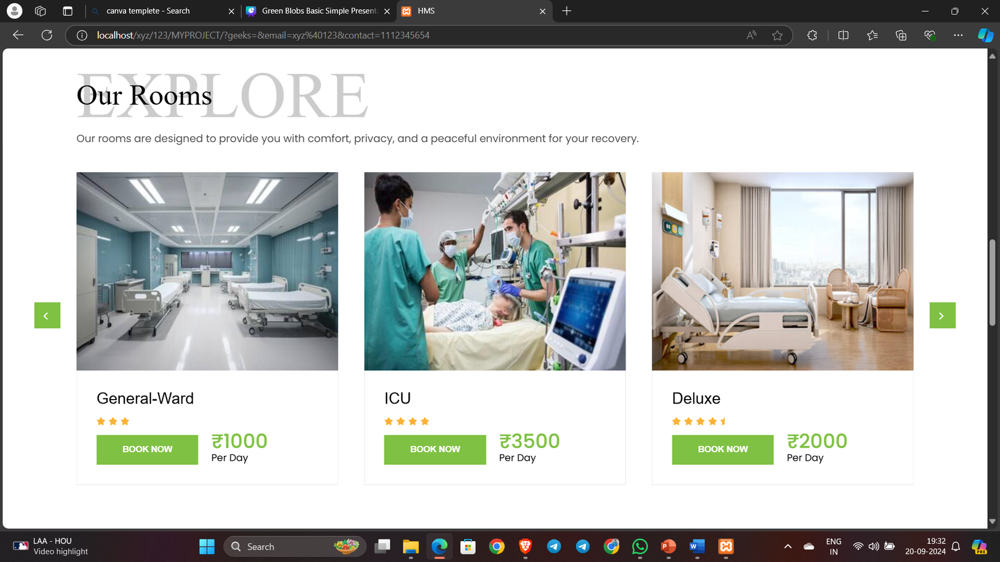 canva templete - Search
Green Blobs Basic Simple Present
HMS
localhost/xyz/123/MYPROJECT/?geeks=&email=xyz%40123&contact=1112345654
EXPLORE
Our Rooms
Our rooms are designed to provide you with comfort, privacy, and a peaceful environment for your recovery.
General-Ward
BOOK NOW
₹1000
Per Day
ICU
BOOK NOW
₹3500
Per Day
Deluxe
BOOK NOW
₹2000
Per Day
LAA - HOU
Video highlight
Search
ENG
IN
19:32
20-09-2024
PRE